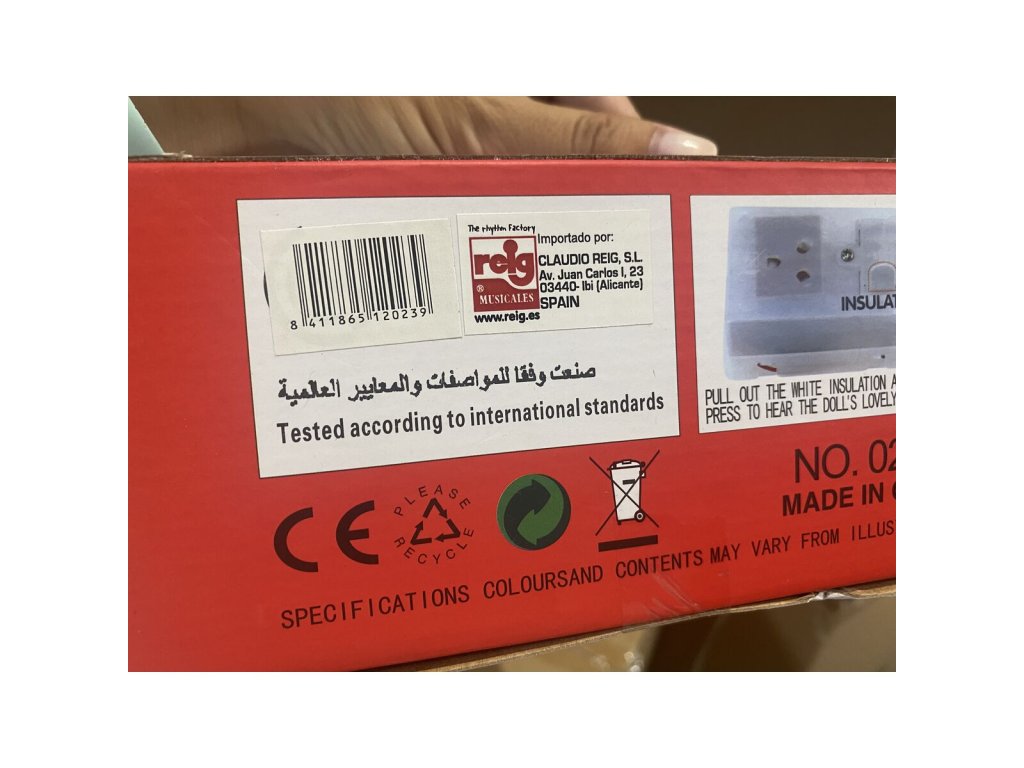 The rhythm Factory
reig
®
MUSICALES
www.reig.es
Importado por:
CLAUDIO REIG, S.L.
Av. Juan Carlos I, 23
03440- Ibi (Alicante)
SPAIN
8 411865 120239
صنعت وفقا للمواصفات والمعايير العالمية
Tested according to international standards
INSULAT
PULL OUT THE WHITE INSULATION A
PRESS TO HEAR THE DOLL'S LOVELY
NO. 02
MADE IN
CE
PLEASE
RECYCLE
SPECIFICATIONS COLOURSAND CONTENTS MAY VARY FROM ILLUS